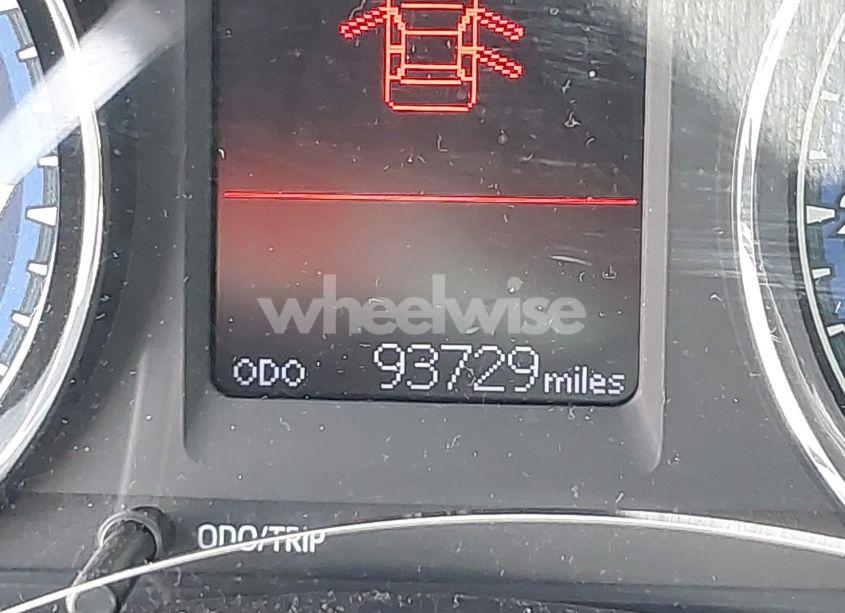 wheelwise
ODO 93729 miles
ODO/TRIP